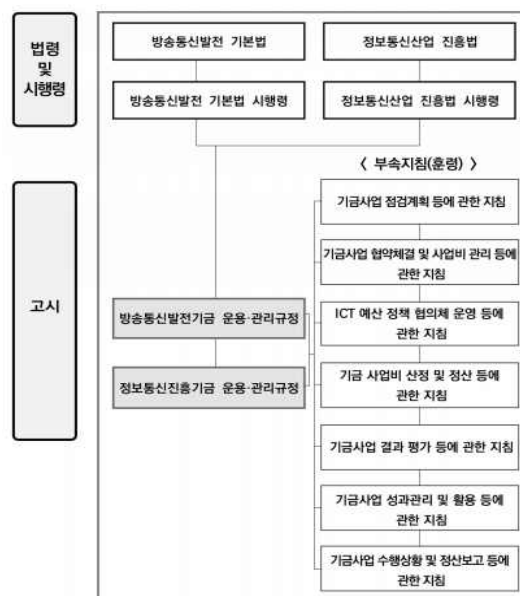 법령
및
시행령
방송통신발전 기본법
정보통신산업 진흥법
방송통신발전 기본법 시행령
정보통신산업 진흥법 시행령
< 부속지침(훈령) >
고시
방송통신발전기금 운용·관리규정
정보통신진흥기금 운용·관리규정
기금사업 점검계획 등에 관한 지침
기금사업 협약체결 및 사업비 관리 등에
관한 지침
ICT 예산 정책 협의체 운영 등에
관한 지침
기금 사업비 산정 및 정산 등에
관한 지침
기금사업 결과 평가 등에 관한 지침
기금사업 성과관리 및 활용 등에
관한 지침
기금사업 수행상황 및 정산보고 등에
관한 지침